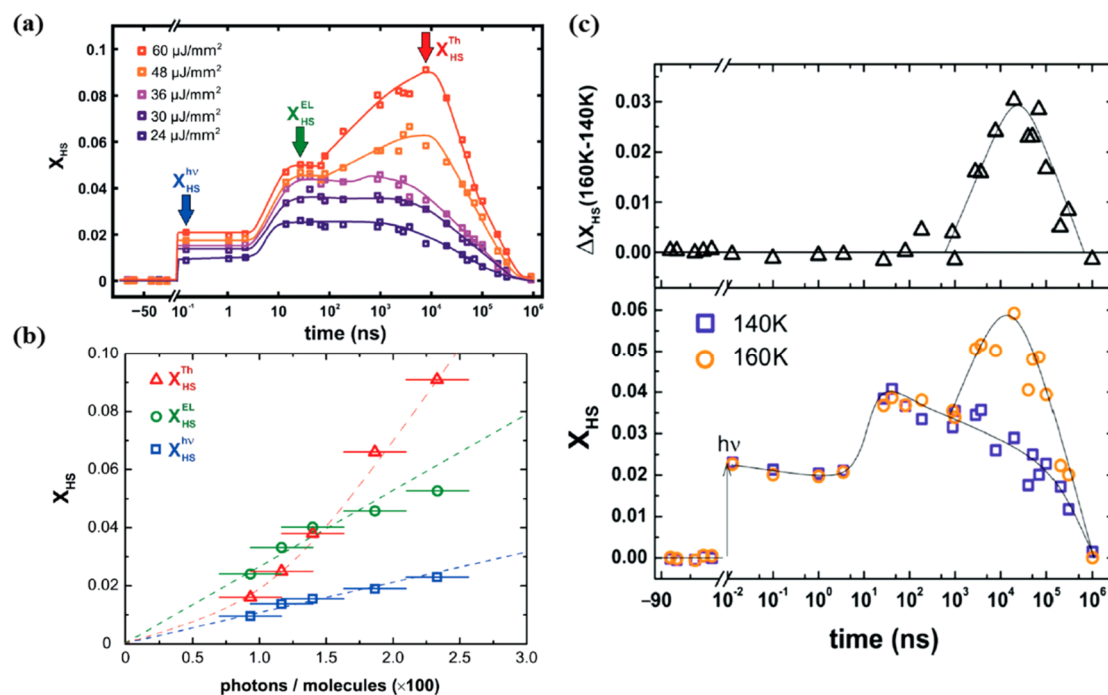 (a)
X_HS
0.1
0.08
0.06
0.04
0.02
0
60 µJ/mm²
48 µJ/mm²
36 µJ/mm²
30 µJ/mm²
24 µJ/mm²
X_HS^hν
X_HS^EL
X_HS^Th
-50 10⁻¹ 1 10 10² 10³ 10⁴ 10⁵ 10⁶
time (ns)
(b)
X_HS
0.10
0.08
0.06
0.04
0.02
0
X_HS^Th
X_HS^EL
X_HS^hν
0 1.0 1.5 2.0 2.5 3.0
photons / molecules (×100)
(c)
ΔX_HS(160K-140K)
0.03
0.02
0.01
0.00
X_HS
0.06
0.05
0.04
0.03
0.02
0.01
0.00
140K
160K
hν
-90 10⁻² 10⁻¹ 10⁰ 10¹ 10² 10³ 10⁴ 10⁵ 10⁶
time (ns)